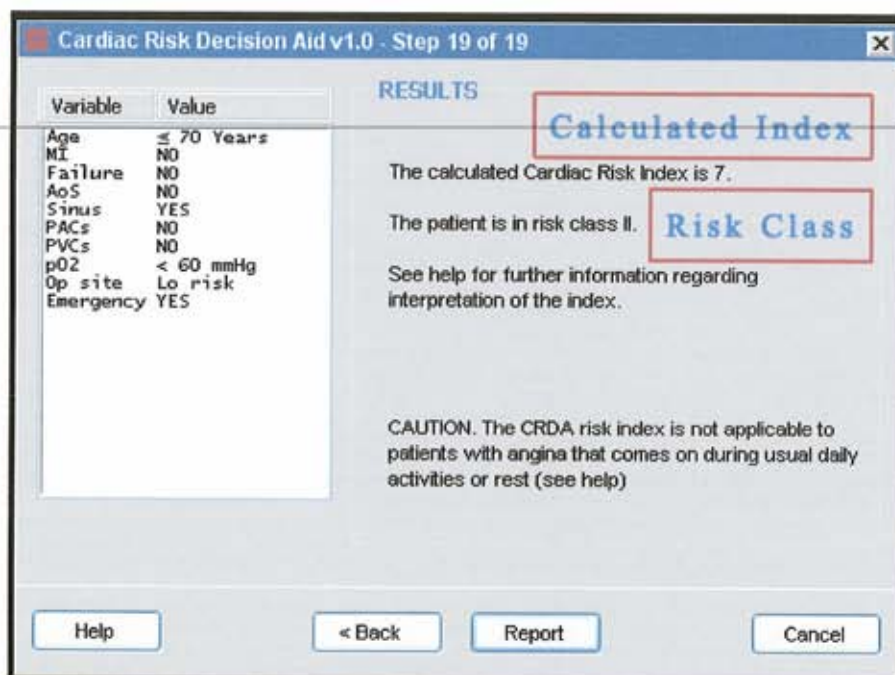 Cardiac Risk Decision Aid v1.0 - Step 19 of 19
Variable Value
Age ≤ 70 Years
MI NO
Failure NO
AoS NO
Sinus YES
PACs NO
PVCs NO
pO2 < 60 mmHg
Op site Lo risk
Emergency YES
RESULTS
Calculated Index
The calculated Cardiac Risk Index is 7.
The patient is in risk class II.
Risk Class
See help for further information regarding
interpretation of the index.
CAUTION. The CRDA risk index is not applicable to
patients with angina that comes on during usual daily
activities or rest (see help)
Help
< Back
Report
Cancel